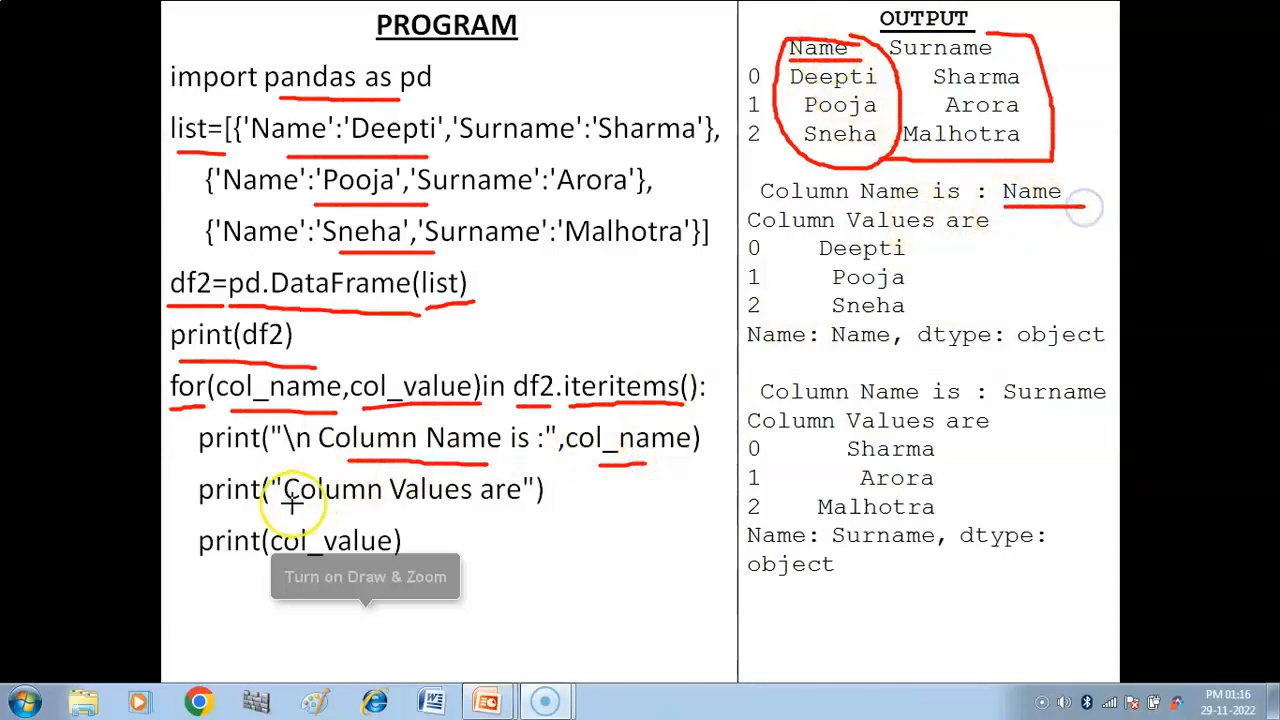 PROGRAM
import pandas as pd
list=[{'Name':'Deepti','Surname':'Sharma'},
{'Name':'Pooja','Surname':'Arora'},
{'Name':'Sneha','Surname':'Malhotra'}]
df2=pd.DataFrame(list)
print(df2)
for(col_name,col_value)in df2.iteritems():
print("\n Column Name is :",col_name)
print("Column Values are")
print(col_value)
Turn on Draw & Zoom
OUTPUT
Name Surname
0 Deepti Sharma
1 Pooja Arora
2 Sneha Malhotra
Column Name is : Name
Column Values are
0 Deepti
1 Pooja
2 Sneha
Name: Name, dtype: object
Column Name is : Surname
Column Values are
0 Sharma
1 Arora
2 Malhotra
Name: Surname, dtype:
object
PM 01:16
29-11-2022